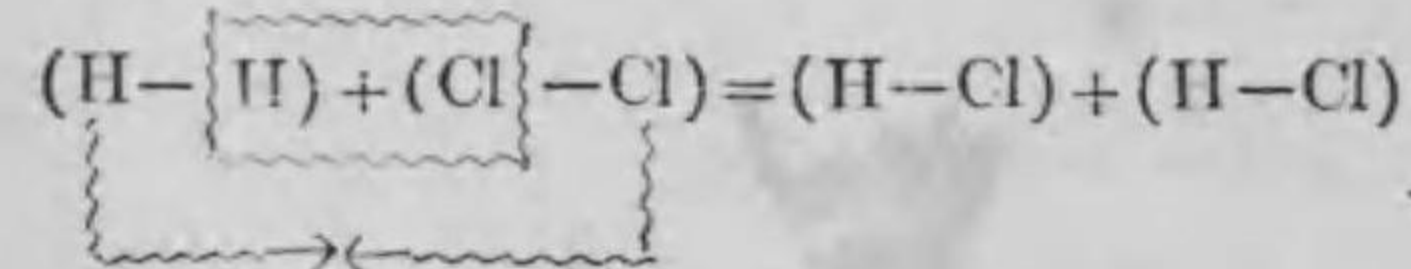 (H—H) + (Cl—Cl) = (H—Cl) + (H—Cl)